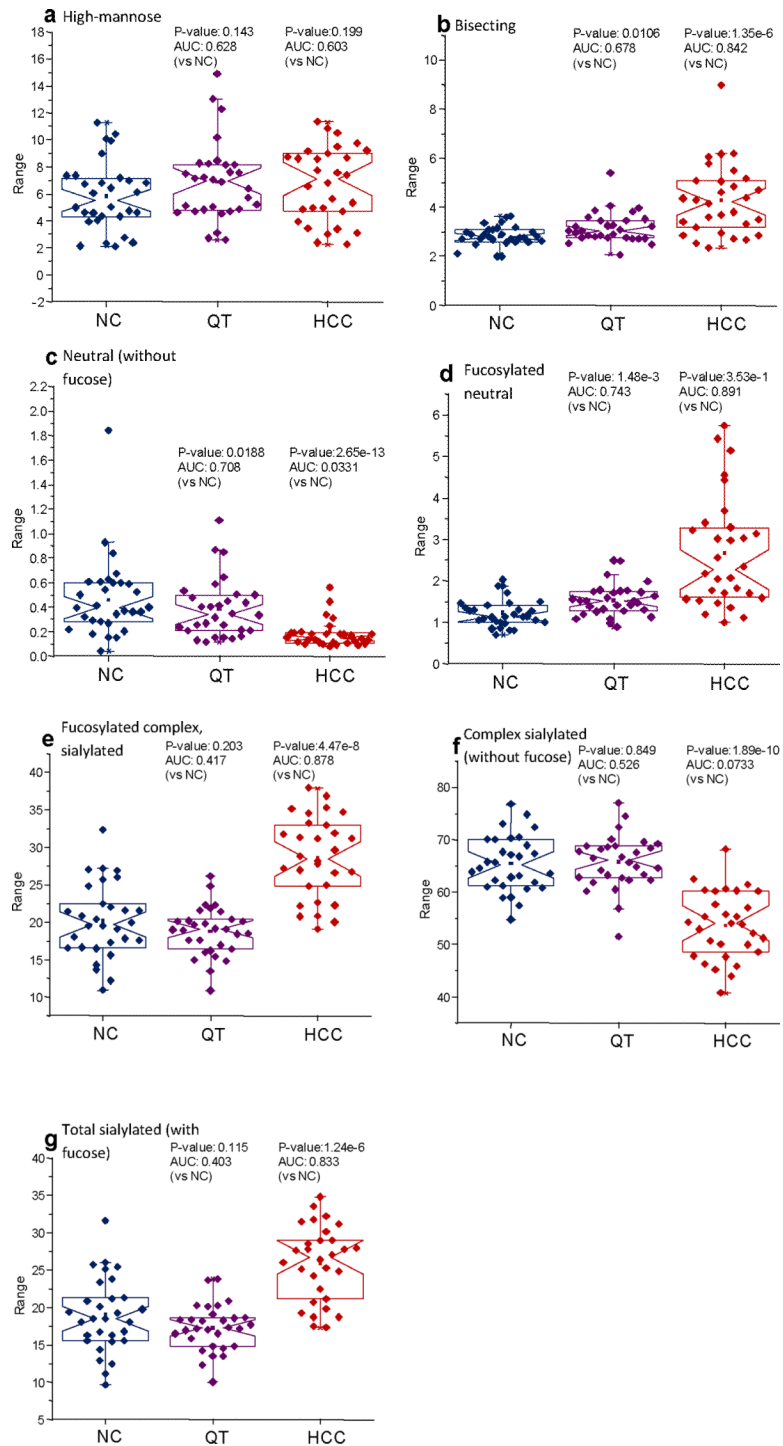 a High-mannose
P-value: 0.143
AUC: 0.628
(vs NC)
P-value:0.199
AUC: 0.603
(vs NC)
18
16
14
12
10
8
6
4
2
0
−2
Range
NC
QT
HCC
b Bisecting
P-value: 0.0106
AUC: 0.678
(vs NC)
P-value:1.35e-6
AUC: 0.842
(vs NC)
10
8
6
4
2
0
Range
NC
QT
HCC
c Neutral (without
fucose)
P-value: 0.0188
AUC: 0.708
(vs NC)
P-value:2.65e-13
AUC: 0.0331
(vs NC)
2.2
2.0
1.8
1.6
1.4
1.2
1.0
0.8
0.6
0.4
0.2
0.0
Range
NC
QT
HCC
d Fucosylated
neutral
P-value: 1.48e-3
AUC: 0.743
(vs NC)
P-value:3.53e-1
AUC: 0.891
(vs NC)
6
5
4
3
2
1
0
Range
NC
QT
HCC
e Fucosylated complex,
sialylated
P-value: 0.203
AUC: 0.417
(vs NC)
P-value:4.47e-8
AUC: 0.878
(vs NC)
40
35
30
25
20
15
10
Range
NC
QT
HCC
f Complex sialylated
(without fucose)
P-value: 0.849
AUC: 0.526
(vs NC)
P-value:1.89e-10
AUC: 0.0733
(vs NC)
80
70
60
50
40
Range
NC
QT
HCC
g Total sialylated (with
fucose)
P-value: 0.115
AUC: 0.403
(vs NC)
P-value:1.24e-6
AUC: 0.833
(vs NC)
40
35
30
25
20
15
10
5
Range
NC
QT
HCC